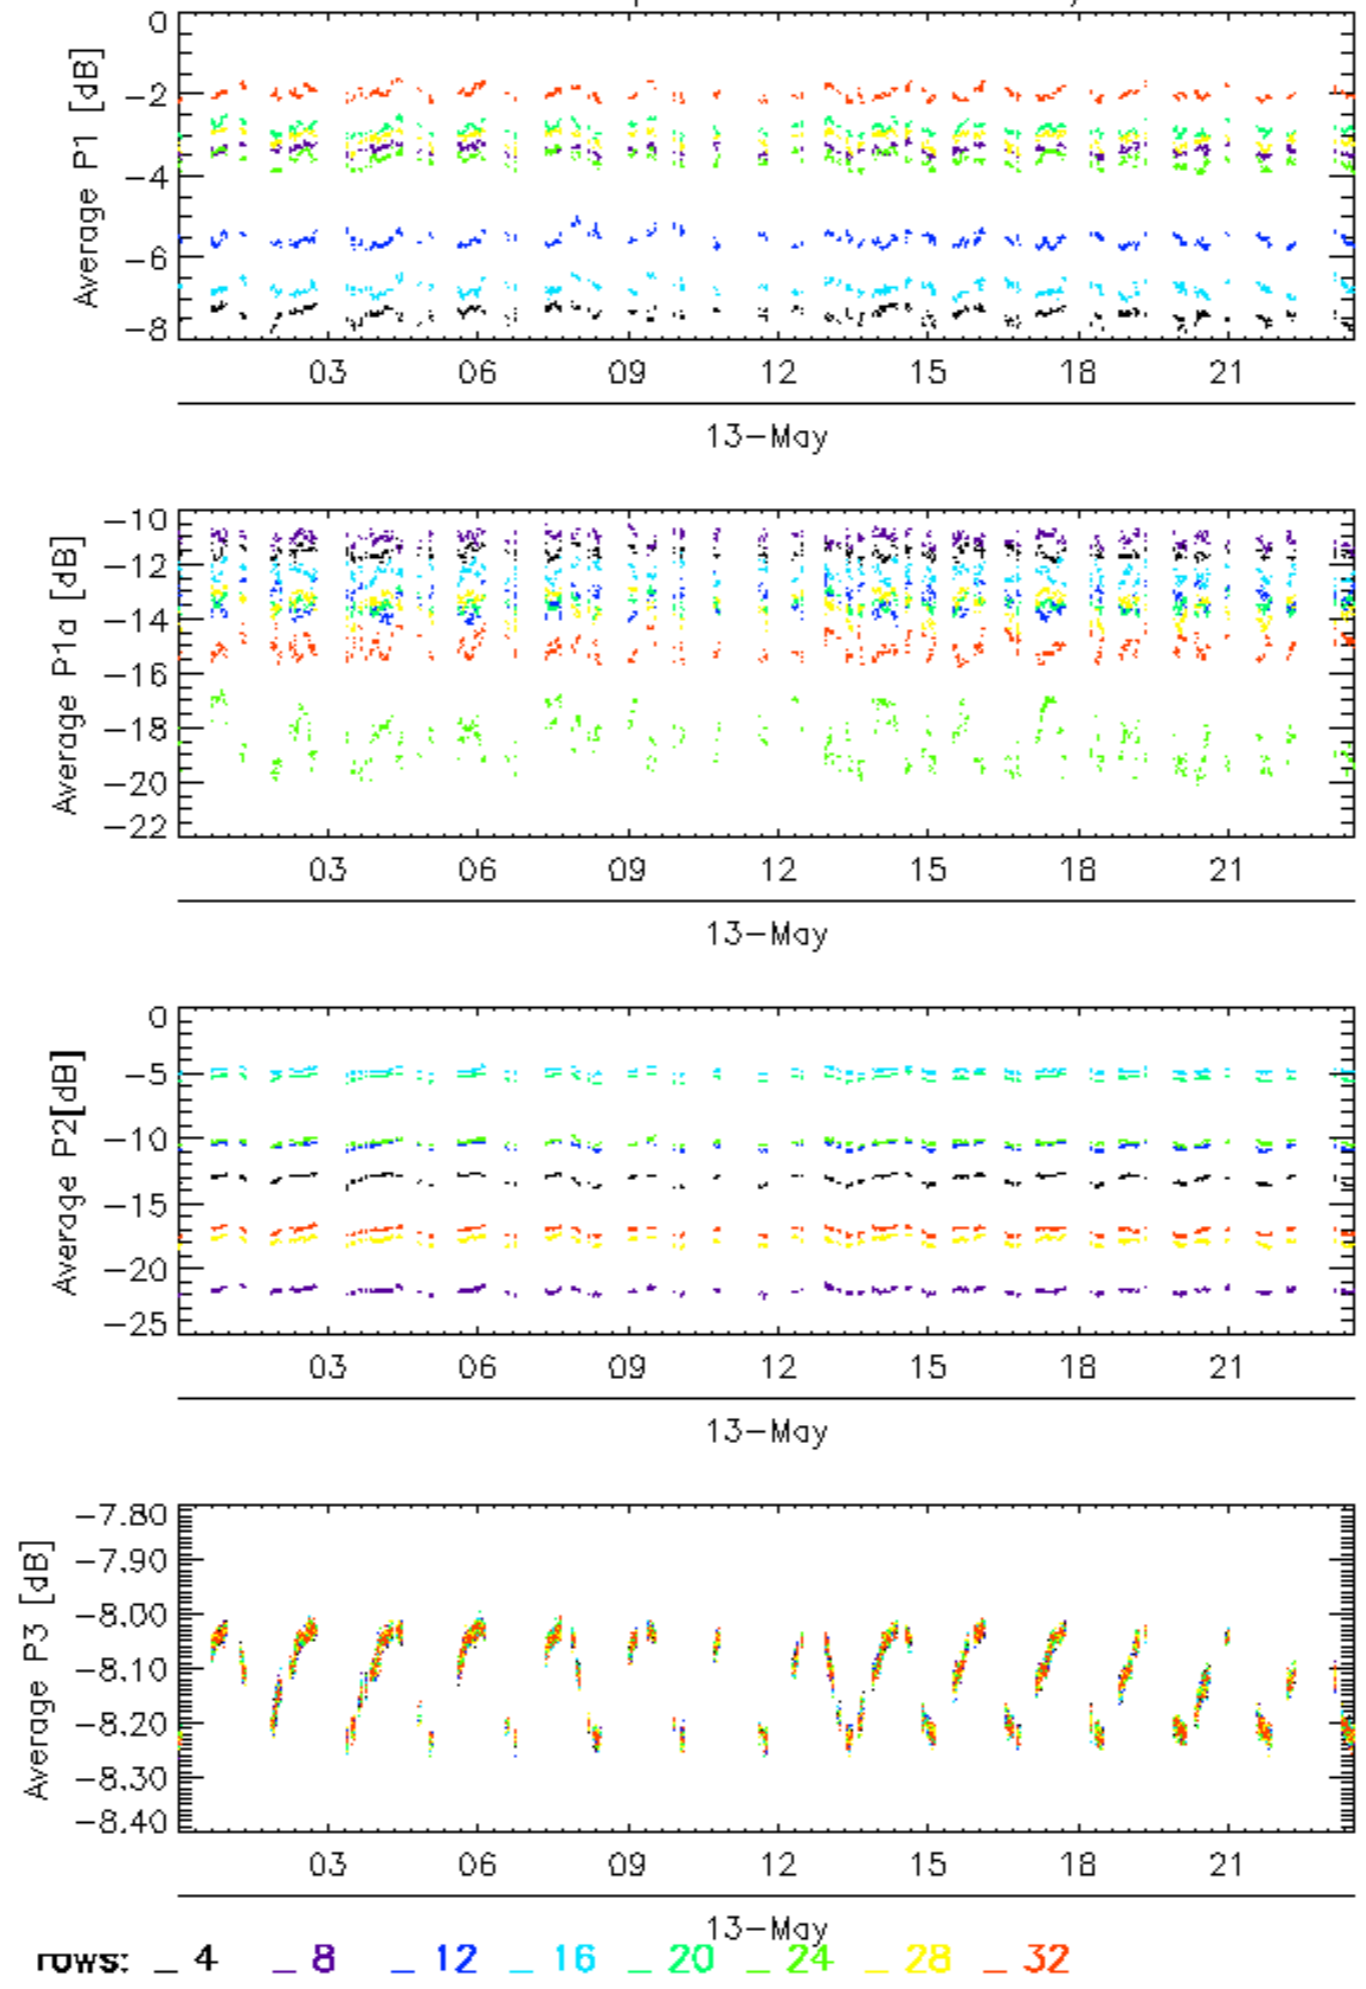 Average P1 [dB]
0
-2
-4
-6
-8
03 06 09 12 15 18 21
13-May
Average P1a [dB]
-10
-12
-14
-16
-18
-20
-22
03 06 09 12 15 18 21
13-May
Average P2[dB]
0
-5
-10
-15
-20
-25
03 06 09 12 15 18 21
13-May
Average P3 [dB]
-7.80
-7.90
-8.00
-8.10
-8.20
-8.30
-8.40
03 06 09 12 15 18 21
13-May
rows: _ 4 _ 8 _ 12 _ 16 _ 20 _ 24 _ 28 _ 32